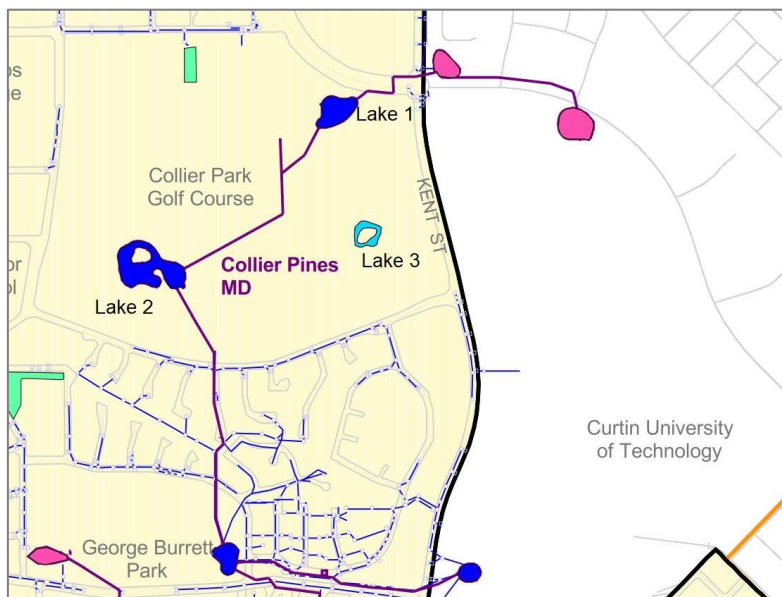 Lake 1
Collier Park
Golf Course
KENT ST
Lake 3
Collier Pines
MD
Lake 2
Curtin University
of Technology
George Burrett
Park